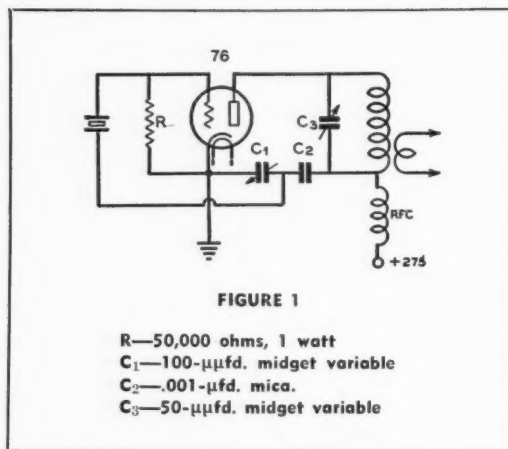 76
R
C₁
C₂
C₃
RFC
+275
FIGURE 1
R—50,000 ohms, 1 watt
C₁—100-μμfd. midget variable
C₂—.001-μfd. mica.
C₃—50-μμfd. midget variable